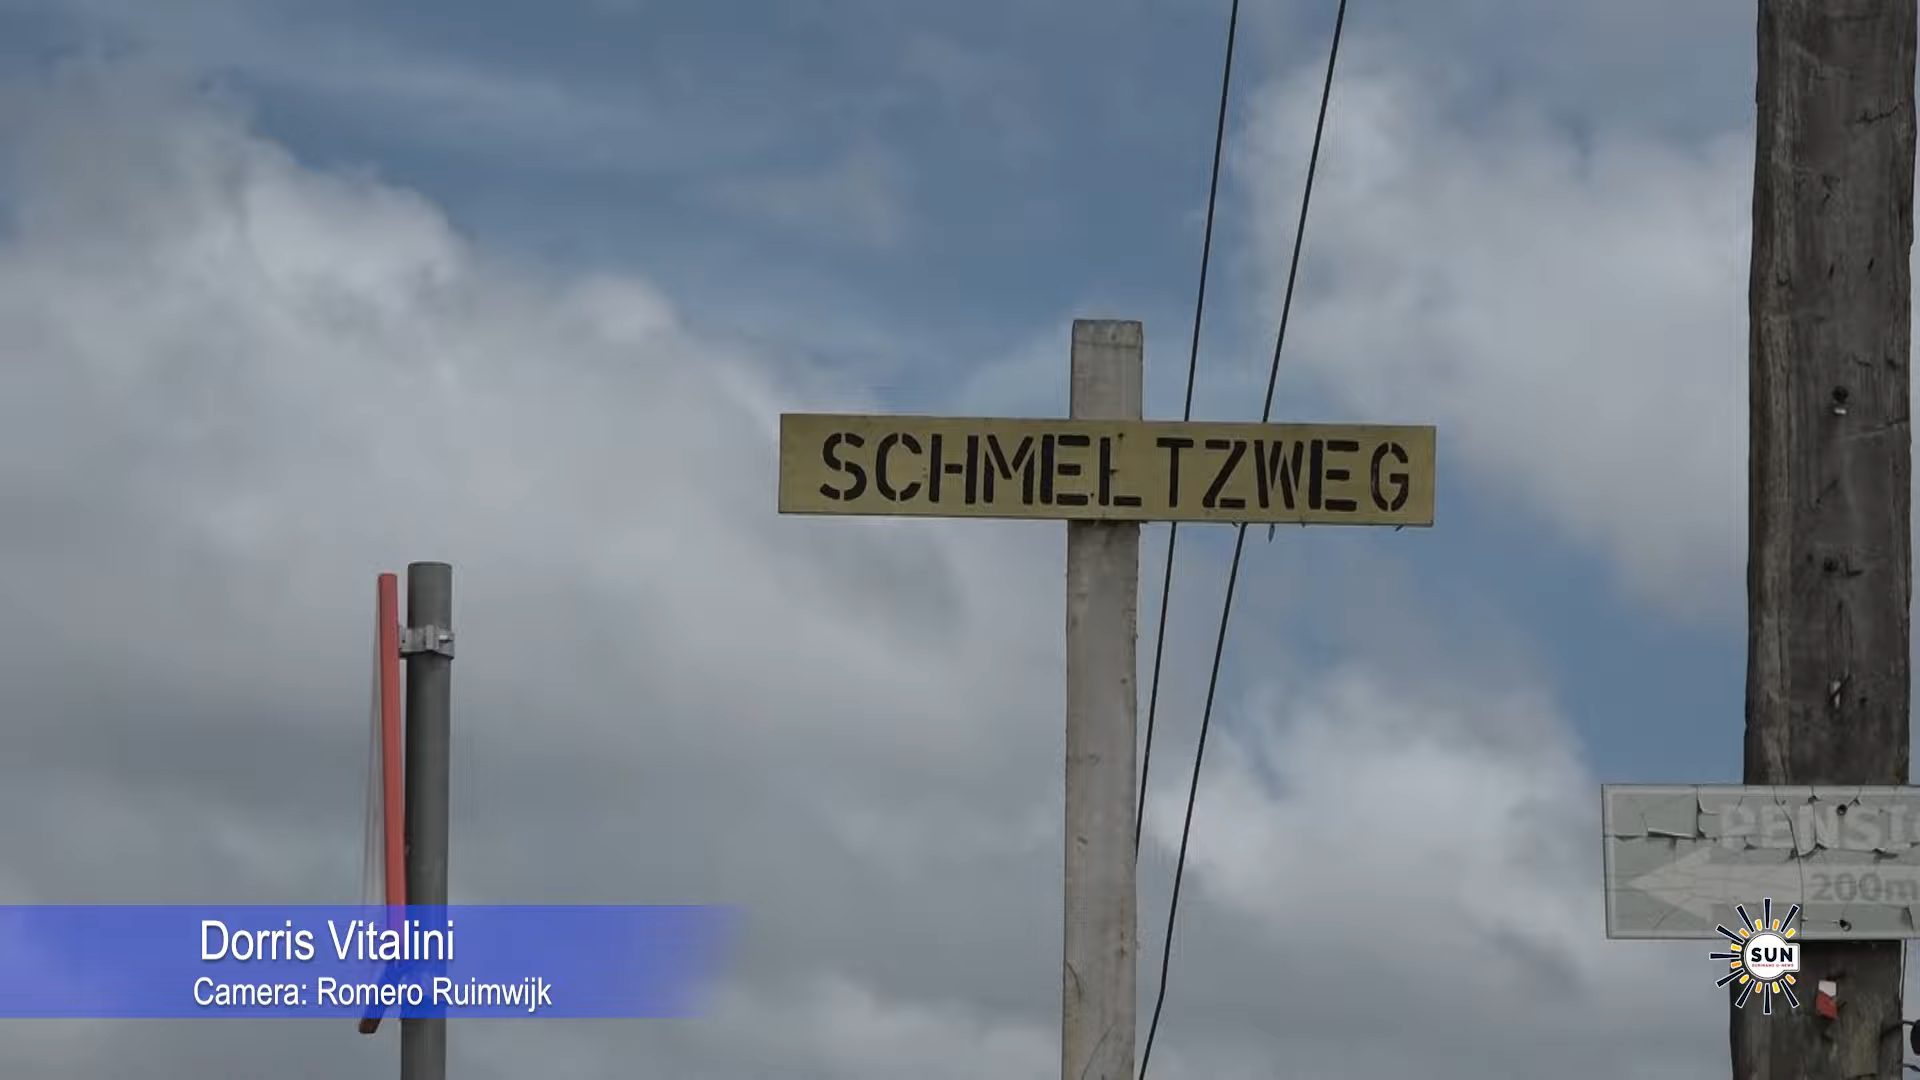 SCHMELTZWEG
200m
Dorris Vitalini
Camera: Romero Ruimwijk
SUN